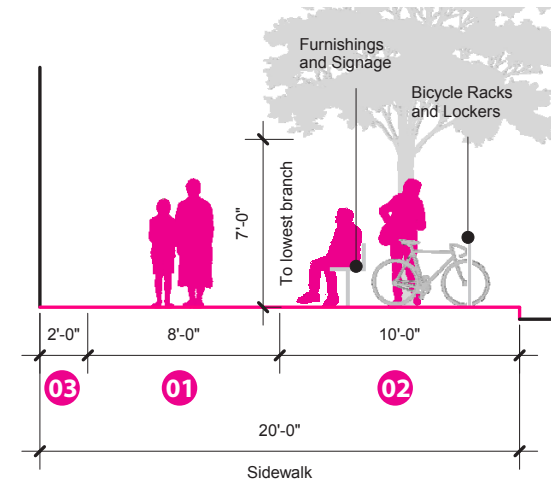 Furnishings
and Signage
Bicycle Racks
and Lockers
7'-0"
To lowest branch
2'-0"
8'-0"
10'-0"
03
01
02
20'-0"
Sidewalk